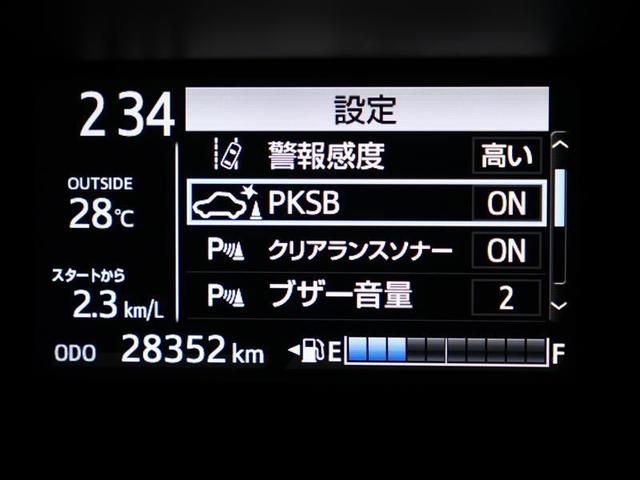 2 34
設定
警報感度 高い
OUTSIDE
28℃
PKSB ON
P クリアランスソナー ON
スタートから
2.3 km/L
P ブザー音量 2
ODO 28352 km
E F